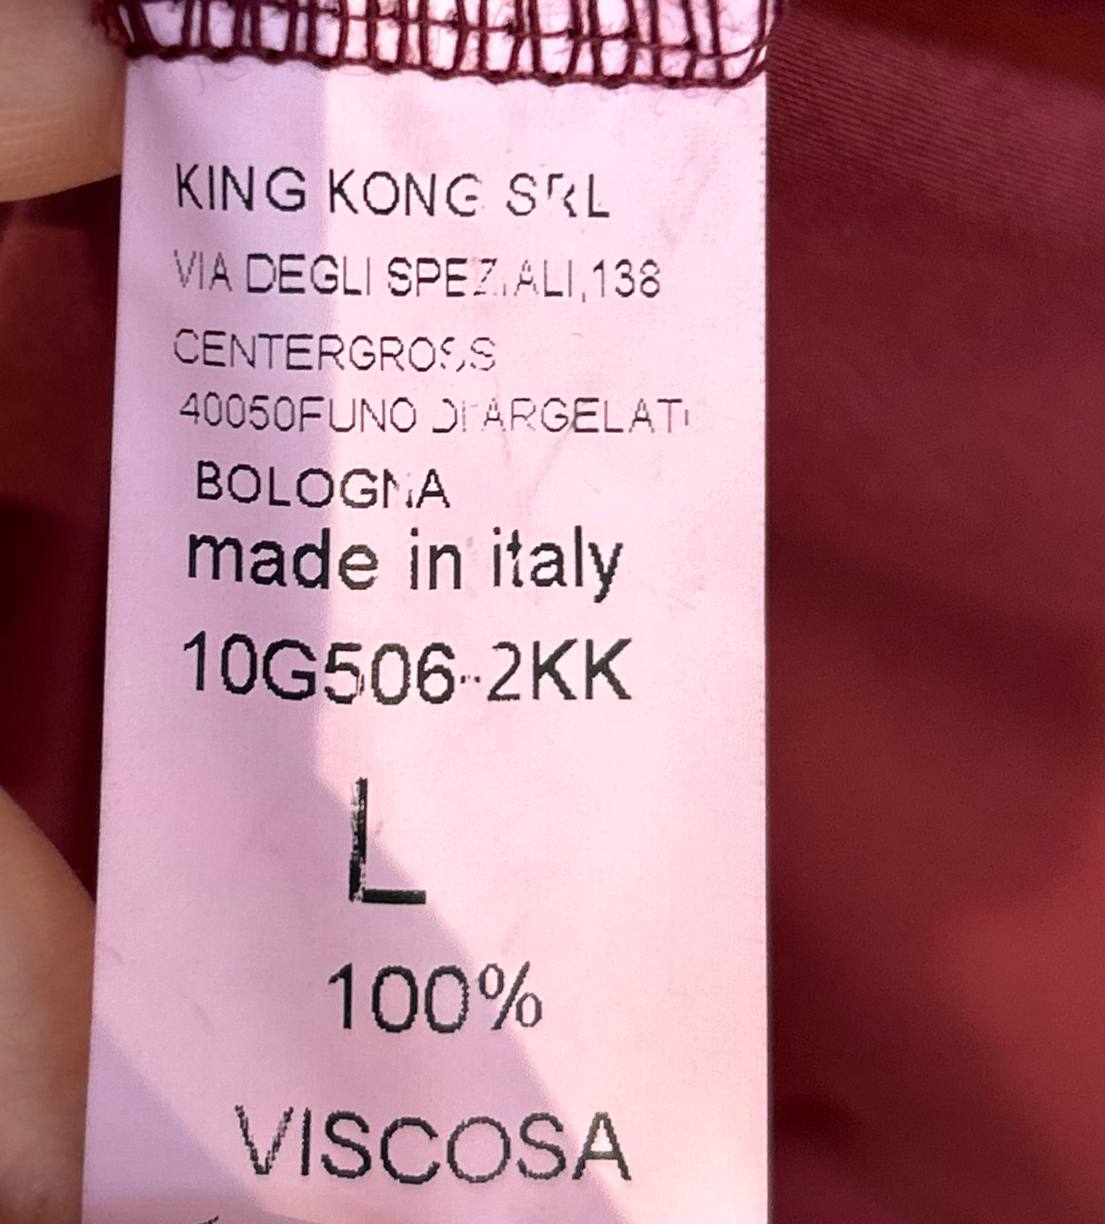 KING KONG SRL
VIA DEGLI SPEZIALI,138
CENTERGROSS
40050FUNO DI ARGELATI
BOLOGNA
made in italy
10G506-2KK
L
100%
VISCOSA